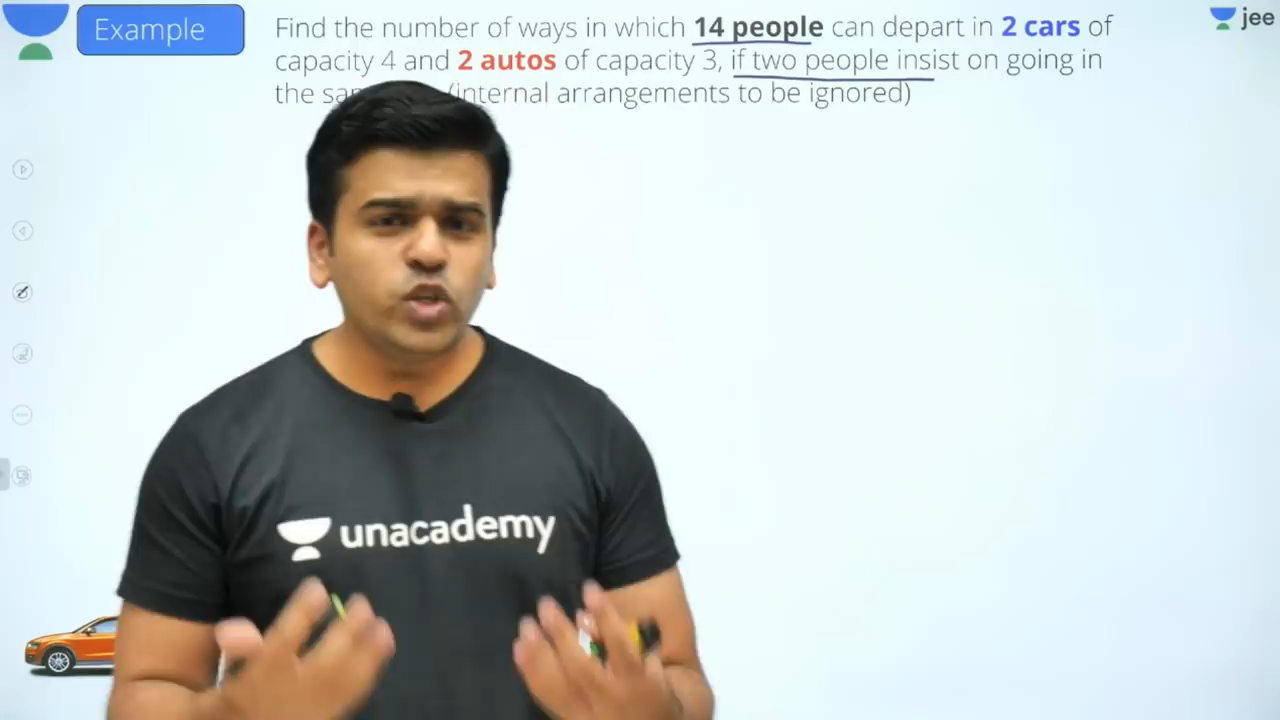 Example
Find the number of ways in which 14 people can depart in 2 cars of
capacity 4 and 2 autos of capacity 3, if two people insist on going in
the (internal arrangements to be ignored)
jee
unacademy